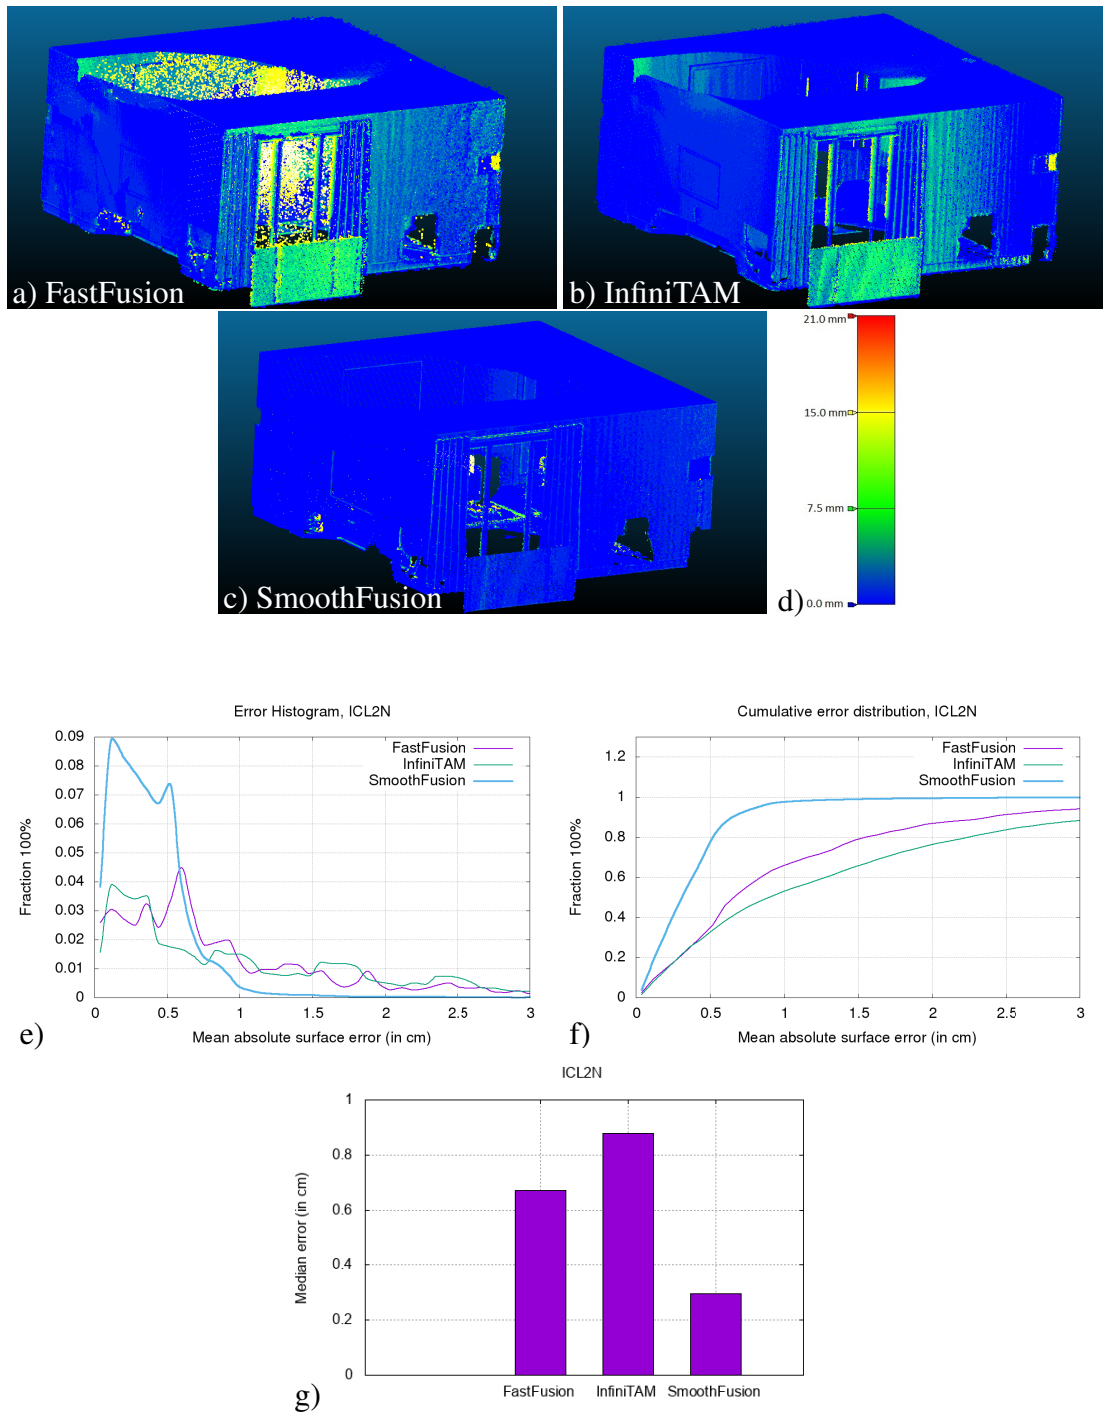 a) FastFusion
b) InfiniTAM
c) SmoothFusion
21.0 mm
15.0 mm
7.5 mm
0.0 mm
d)
Error Histogram, ICL2N
0.09
0.08
0.07
0.06
0.05
0.04
0.03
0.02
0.01
0
Fraction 100%
FastFusion
InfiniTAM
SmoothFusion
0 0.5 1 1.5 2 2.5 3
Mean absolute surface error (in cm)
e)
Cumulative error distribution, ICL2N
1.2
1
0.8
0.6
0.4
0.2
0
Fraction 100%
FastFusion
InfiniTAM
SmoothFusion
0 0.5 1 1.5 2 2.5 3
Mean absolute surface error (in cm)
f)
ICL2N
1
0.8
0.6
0.4
0.2
0
Median error (in cm)
FastFusion InfiniTAM SmoothFusion
g)